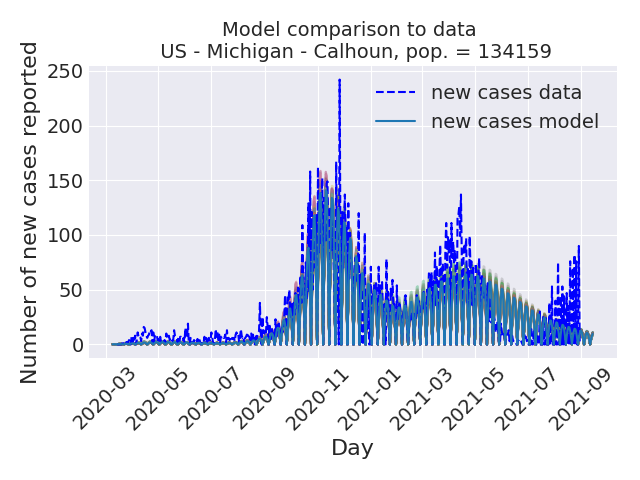 Model comparison to data
US - Michigan - Calhoun, pop. = 134159
Number of new cases reported
250
200
150
100
50
0
new cases data
new cases model
2020-03
2020-05
2020-07
2020-09
2020-11
2021-01
2021-03
2021-05
2021-07
2021-09
Day